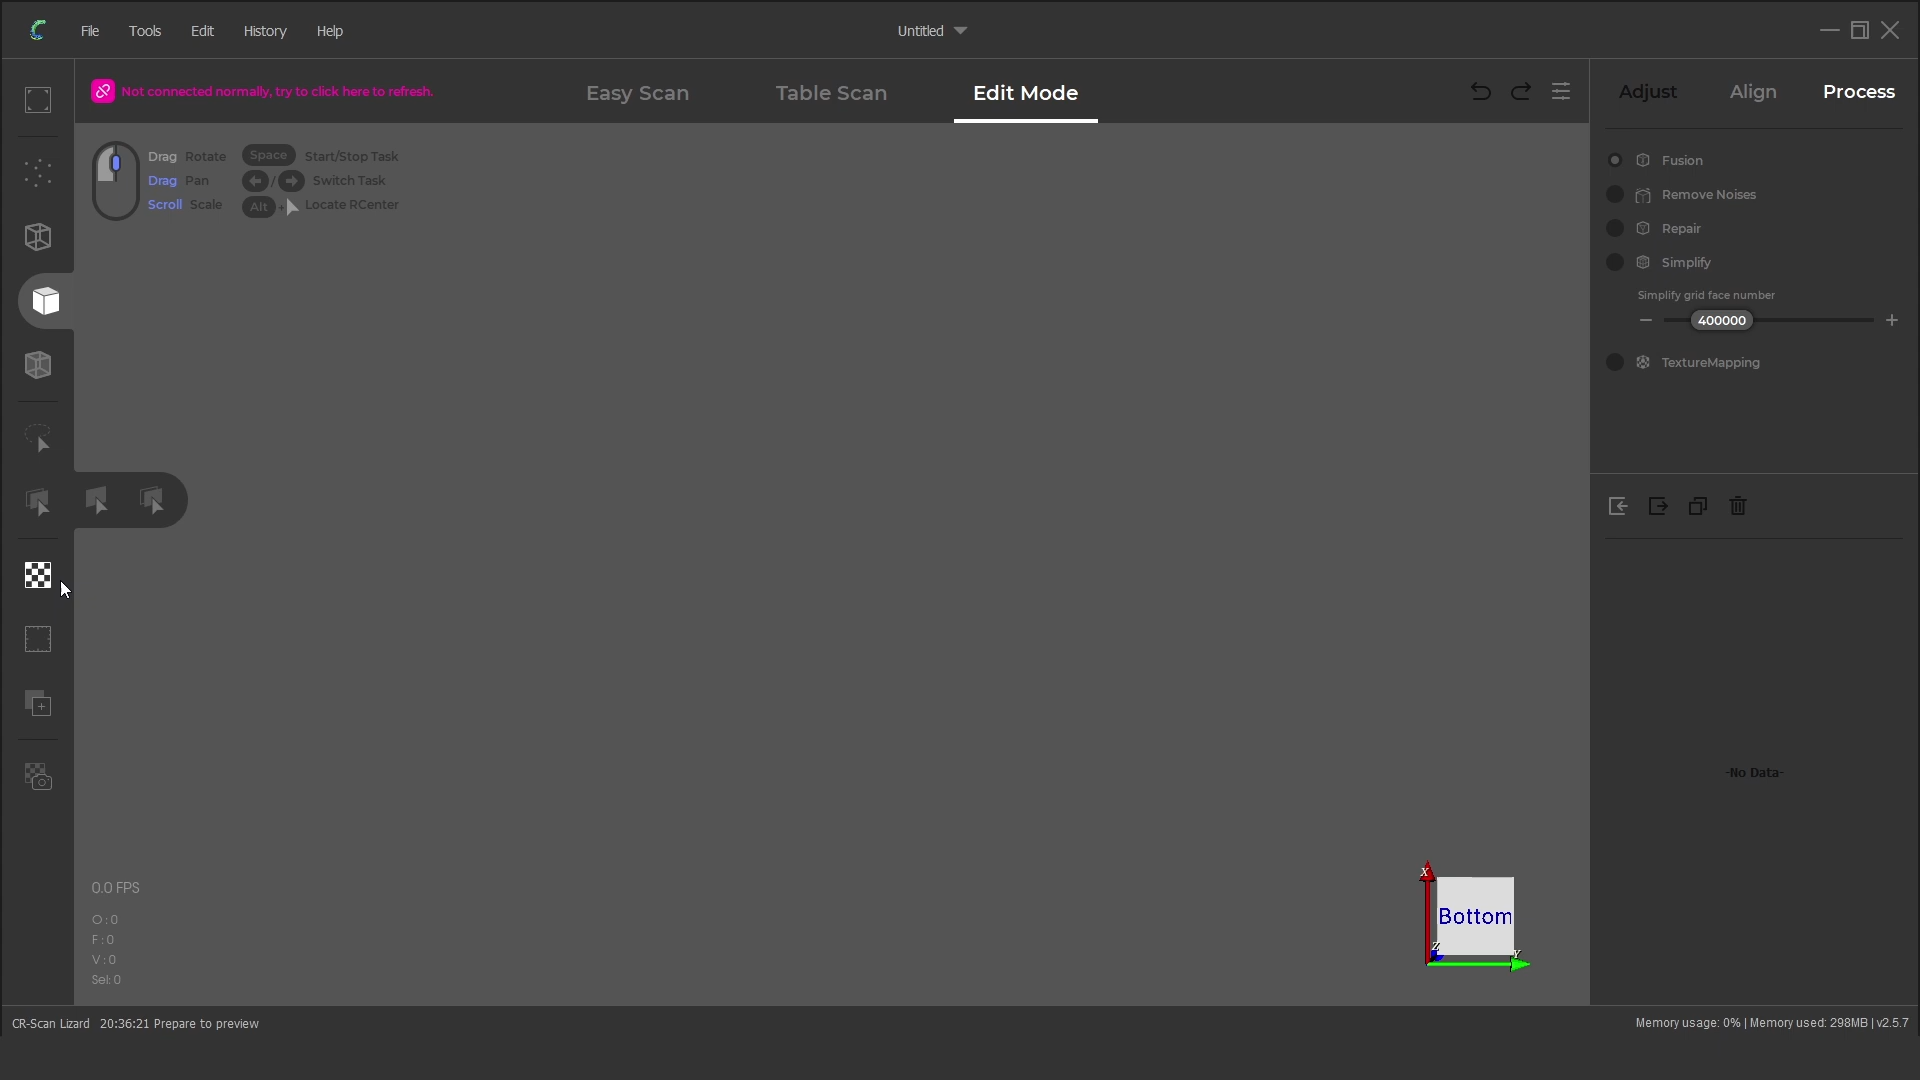 File Tools Edit History Help Untitled
Not connected normally, try to click here to refresh.
Easy Scan Table Scan Edit Mode
Adjust Align Process
Drag Rotate Space Start/Stop Task
Drag Pan / Switch Task
Scroll Scale Alt + Locate RCenter
Fusion
Remove Noises
Repair
Simplify
Simplify grid face number
400000
TextureMapping
-No Data-
0.0 FPS
O : 0
F : 0
V : 0
Sel: 0
X
Bottom
Z
Y
CR-Scan Lizard 20:36:21 Prepare to preview
Memory usage: 0% | Memory used: 298MB | v2.5.7